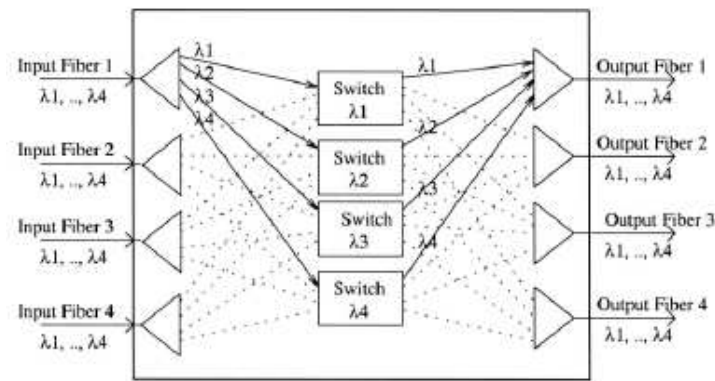 Input Fiber 1
λ1, .., λ4
Input Fiber 2
λ1, .., λ4
Input Fiber 3
λ1, .., λ4
Input Fiber 4
λ1, .., λ4
λ1
λ2
λ3
λ4
Switch
λ1
Switch
λ2
Switch
λ3
Switch
λ4
λ1
λ2
λ3
λ4
Output Fiber 1
λ1, .., λ4
Output Fiber 2
λ1, .., λ4
Output Fiber 3
λ1, .., λ4
Output Fiber 4
λ1, .., λ4